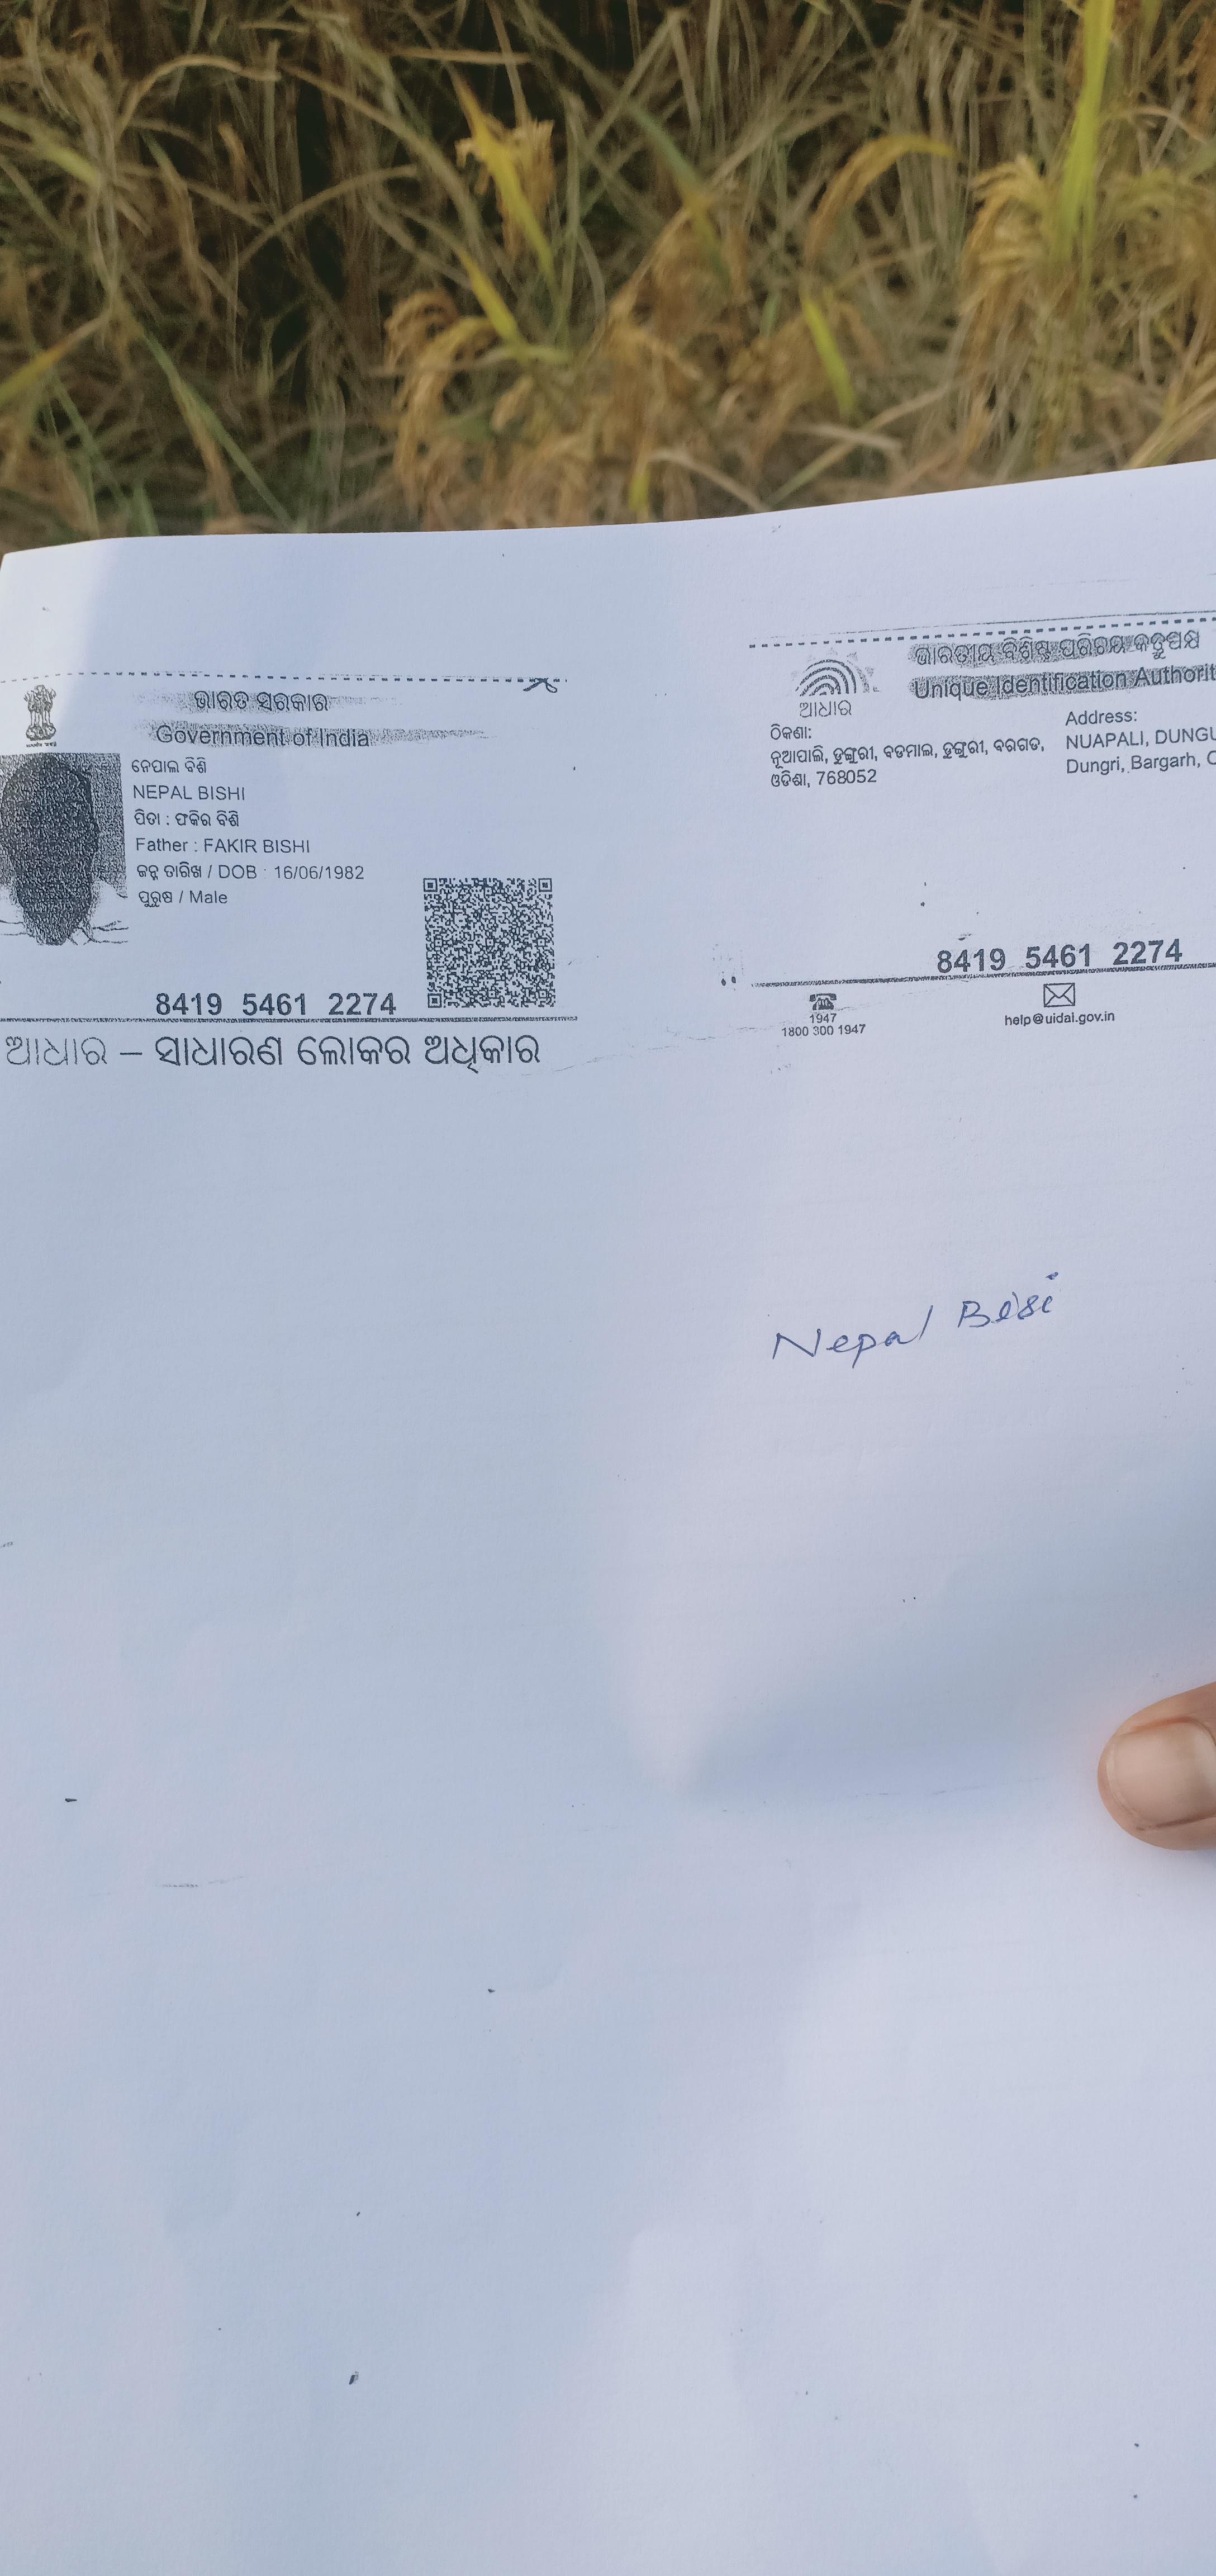 ଭାରତ ସରକାର
Government of India
ନେପାଲ ବିଶି
NEPAL BISHI
ପିତା : ଫକିର ବିଶି
Father : FAKIR BISHI
ଜନ୍ମ ତାରିଖ / DOB : 16/06/1982
ପୁରୁଷ / Male
8419 5461 2274
ଆଧାର – ସାଧାରଣ ଲୋକର ଅଧିକାର
ଭାରତୀୟ ବିଶିଷ୍ଟ ପରିଚୟ କର୍ତ୍ତୃପକ୍ଷ
Unique Identification Authorit
ଆଧାର
ଠିକଣା:
ନୂଆପାଲି, ଡୁଙ୍ଗୁରୀ, ବଡମାଲ, ଡୁଙ୍ଗୁରୀ, ବରଗଡ,
ଓଡିଶା, 768052
Address:
NUAPALI, DUNGU
Dungri, Bargarh, O
8419 5461 2274
1947
1800 300 1947
help@uidai.gov.in
Nepal Bisi